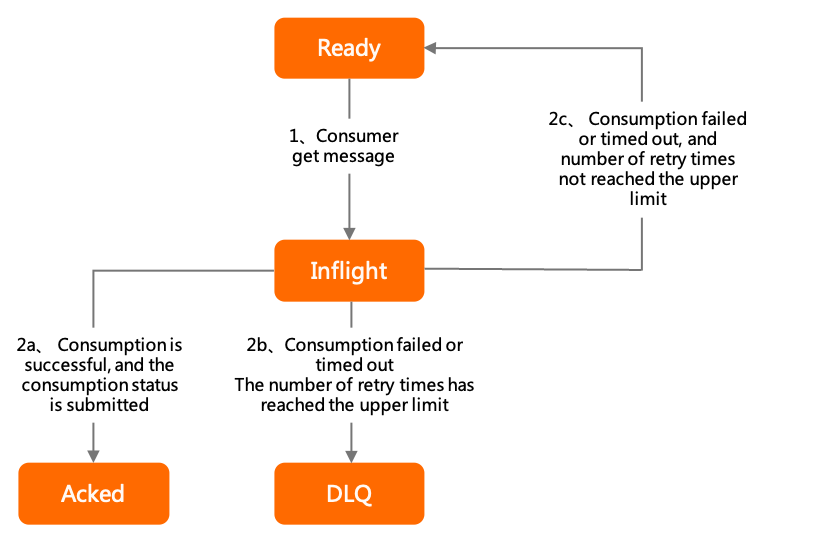 Ready
1、Consumer
get message
2c、 Consumption failed
or timed out, and
number of retry times
not reached the upper
limit
Inflight
2a、 Consumption is
successful, and the
consumption status
is submitted
2b、Consumption failed or
timed out
The number of retry times has
reached the upper limit
Acked
DLQ